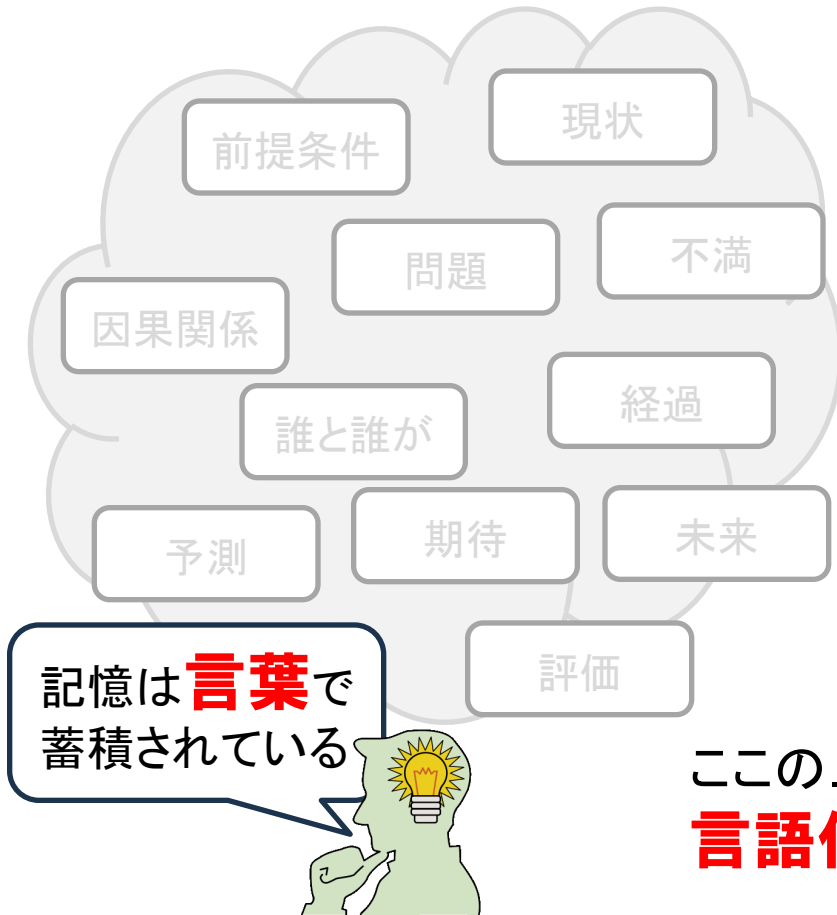 現状
前提条件
不満
問題
因果関係
経過
誰と誰が
未来
期待
予測
評価
記憶は言葉で
蓄積されている
ここの
言語